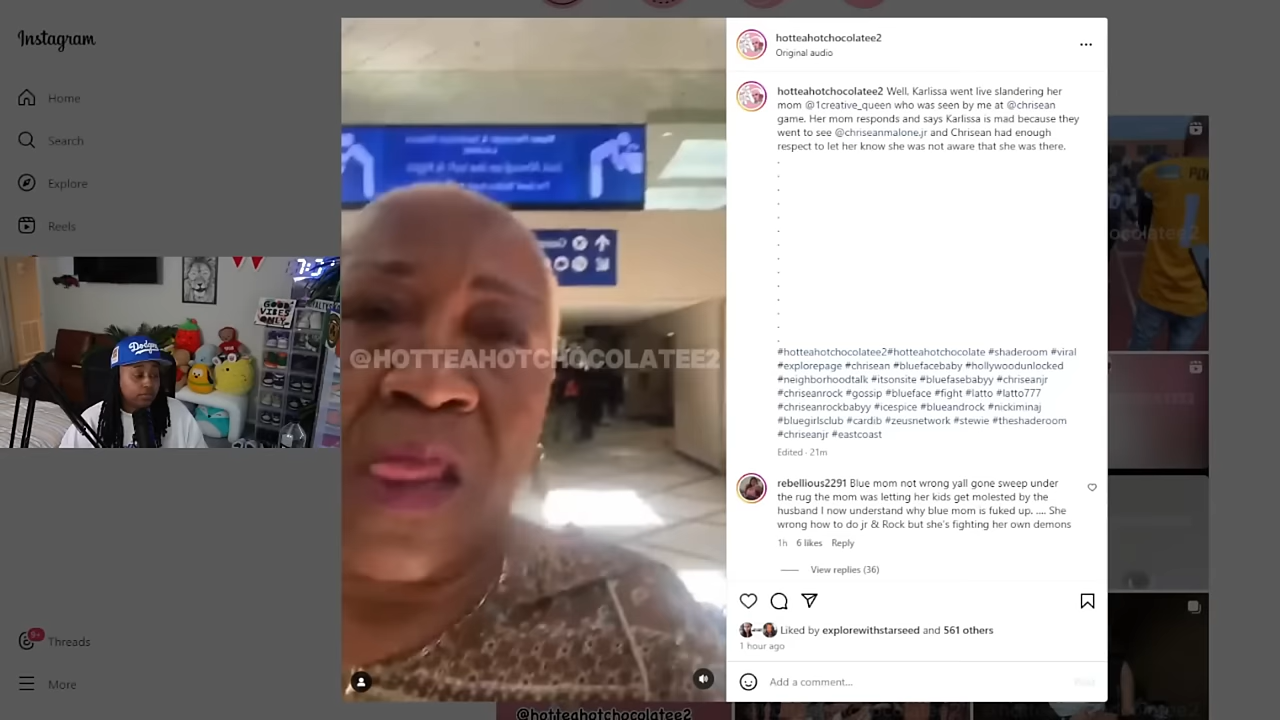 Instagram
Home
Search
Explore
Reels
9+
Threads
More
Dodgers
GOOD
VIBES
ONLY
@HOTTEAHOTCHOCOLATEE2
hotteahotchocolatee2
Original audio
hotteahotchocolatee2 Well, Karlissa went live slandering her
mom @1creative_queen who was seen by me at @chrisean
game. Her mom responds and says Karlissa is mad because they
went to see @chriseanmalone.jr and Chrisean had enough
respect to let her know she was not aware that she was there.
.
.
.
.
.
.
.
.
.
.
.
.
.
.
#hotteahotchocolatee2#hotteahotchocolate #shaderoom #viral
#explorepage #chrisean #bluefacebaby #hollywoodunlocked
#neighborhoodtalk #itsonsite #bluefasebabyy #chriseanjr
#chriseanrock #gossip #blueface #fight #latto #latto777
#chriseanrockbabyy #icespice #blueandrock #nickiminaj
#bluegirlsclub #cardib #zeusnetwork #stewie #theshaderoom
#chriseanjr #eastcoast
Edited · 21m
rebellious2291 Blue mom not wrong yall gone sweep under
the rug the mom was letting her kids get molested by the
husband I now understand why blue mom is fuked up. .... She
wrong how to do jr & Rock but she's fighting her own demons
1h 6 likes Reply
View replies (36)
Liked by explorewithstarseed and 561 others
1 hour ago
Add a comment...
Post
@hotteahotchocolatee2